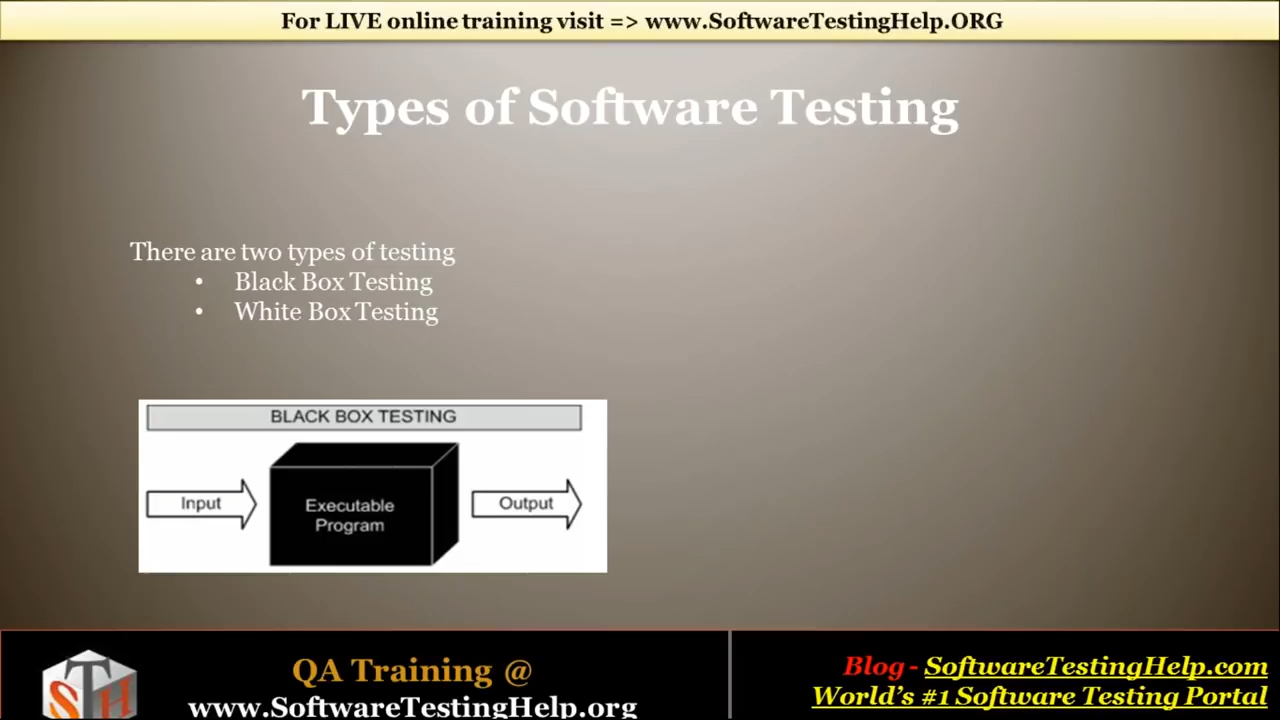 For LIVE online training visit => www.SoftwareTestingHelp.ORG
Types of Software Testing
There are two types of testing
• Black Box Testing
• White Box Testing
BLACK BOX TESTING
Input
Executable
Program
Output
STH
QA Training @
www.SoftwareTestingHelp.org
Blog - SoftwareTestingHelp.com
World's #1 Software Testing Portal